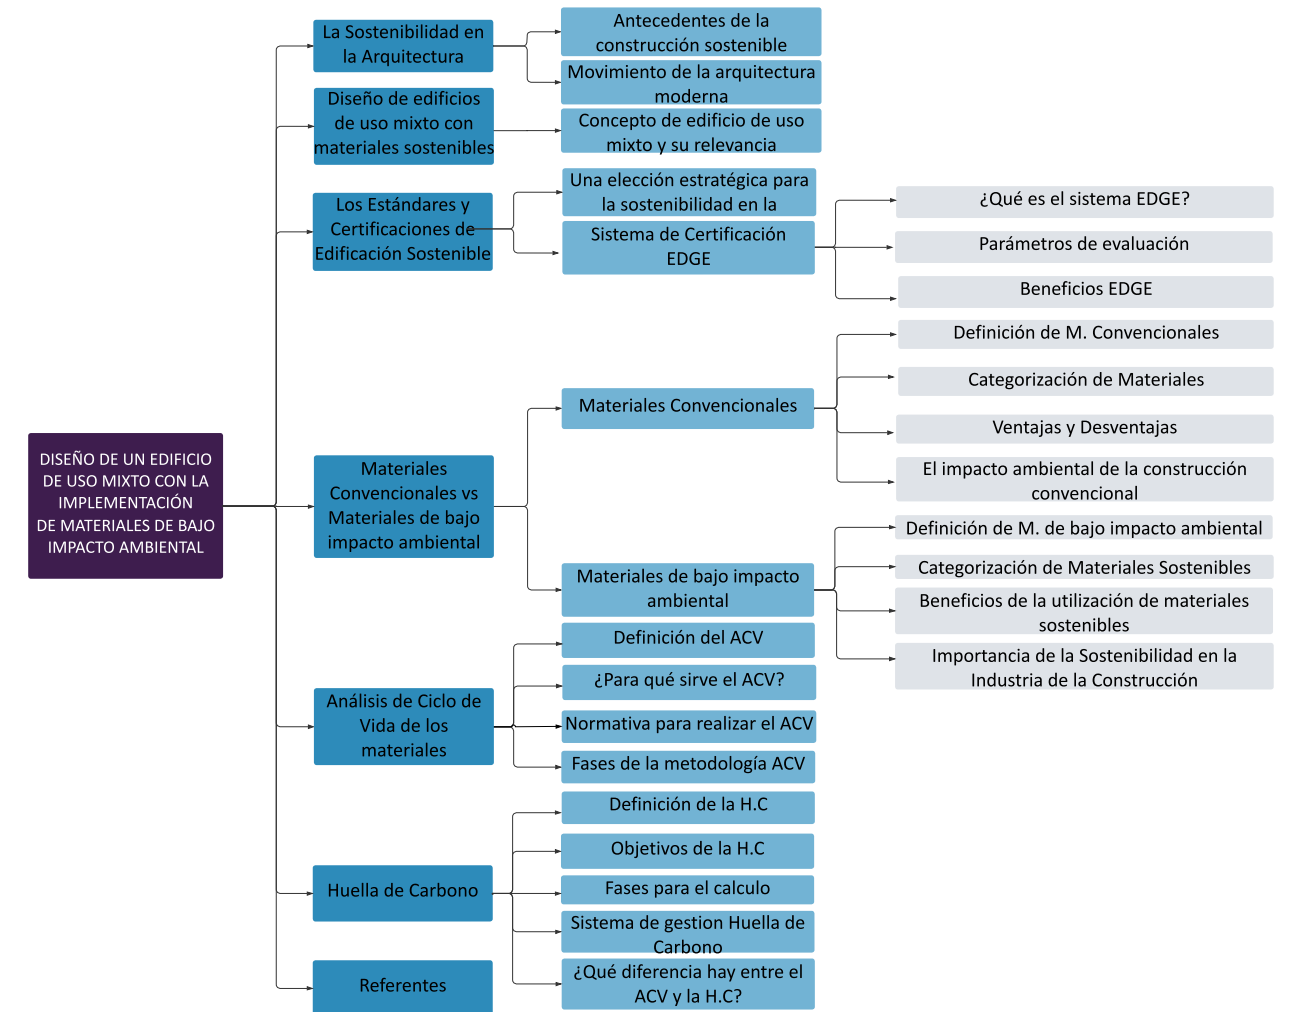 La Sostenibilidad en
la Arquitectura
Antecedentes de la
construcción sostenible
Movimiento de la arquitectura
moderna
Diseño de edificios
de uso mixto con
materiales sostenibles
Concepto de edificio de uso
mixto y su relevancia
Los Estándares y
Certificaciones de
Edificación Sostenible
Una elección estratégica para
la sostenibilidad en la
Sistema de Certificación
EDGE
¿Qué es el sistema EDGE?
Parámetros de evaluación
Beneficios EDGE
DISEÑO DE UN EDIFICIO
DE USO MIXTO CON LA
IMPLEMENTACIÓN
DE MATERIALES DE BAJO
IMPACTO AMBIENTAL
Materiales
Convencionales vs
Materiales de bajo
impacto ambiental
Materiales Convencionales
Definición de M. Convencionales
Categorización de Materiales
Ventajas y Desventajas
El impacto ambiental de la construcción
convencional
Materiales de bajo impacto
ambiental
Definición de M. de bajo impacto ambiental
Categorización de Materiales Sostenibles
Beneficios de la utilización de materiales
sostenibles
Importancia de la Sostenibilidad en la
Industria de la Construcción
Análisis de Ciclo de
Vida de los
materiales
Definición del ACV
¿Para qué sirve el ACV?
Normativa para realizar el ACV
Fases de la metodología ACV
Huella de Carbono
Definición de la H.C
Objetivos de la H.C
Fases para el calculo
Sistema de gestion Huella de
Carbono
¿Qué diferencia hay entre el
ACV y la H.C?
Referentes